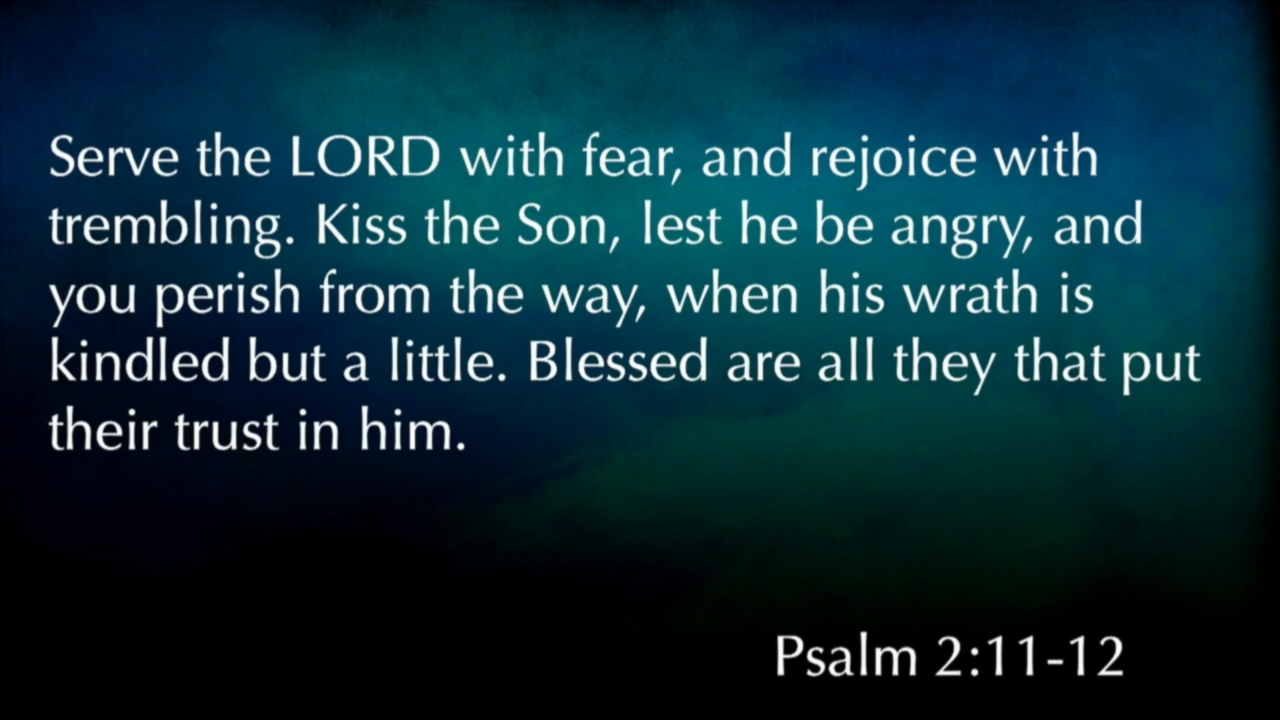 Serve the LORD with fear, and rejoice with
trembling. Kiss the Son, lest he be angry, and
you perish from the way, when his wrath is
kindled but a little. Blessed are all they that put
their trust in him.
Psalm 2:11-12